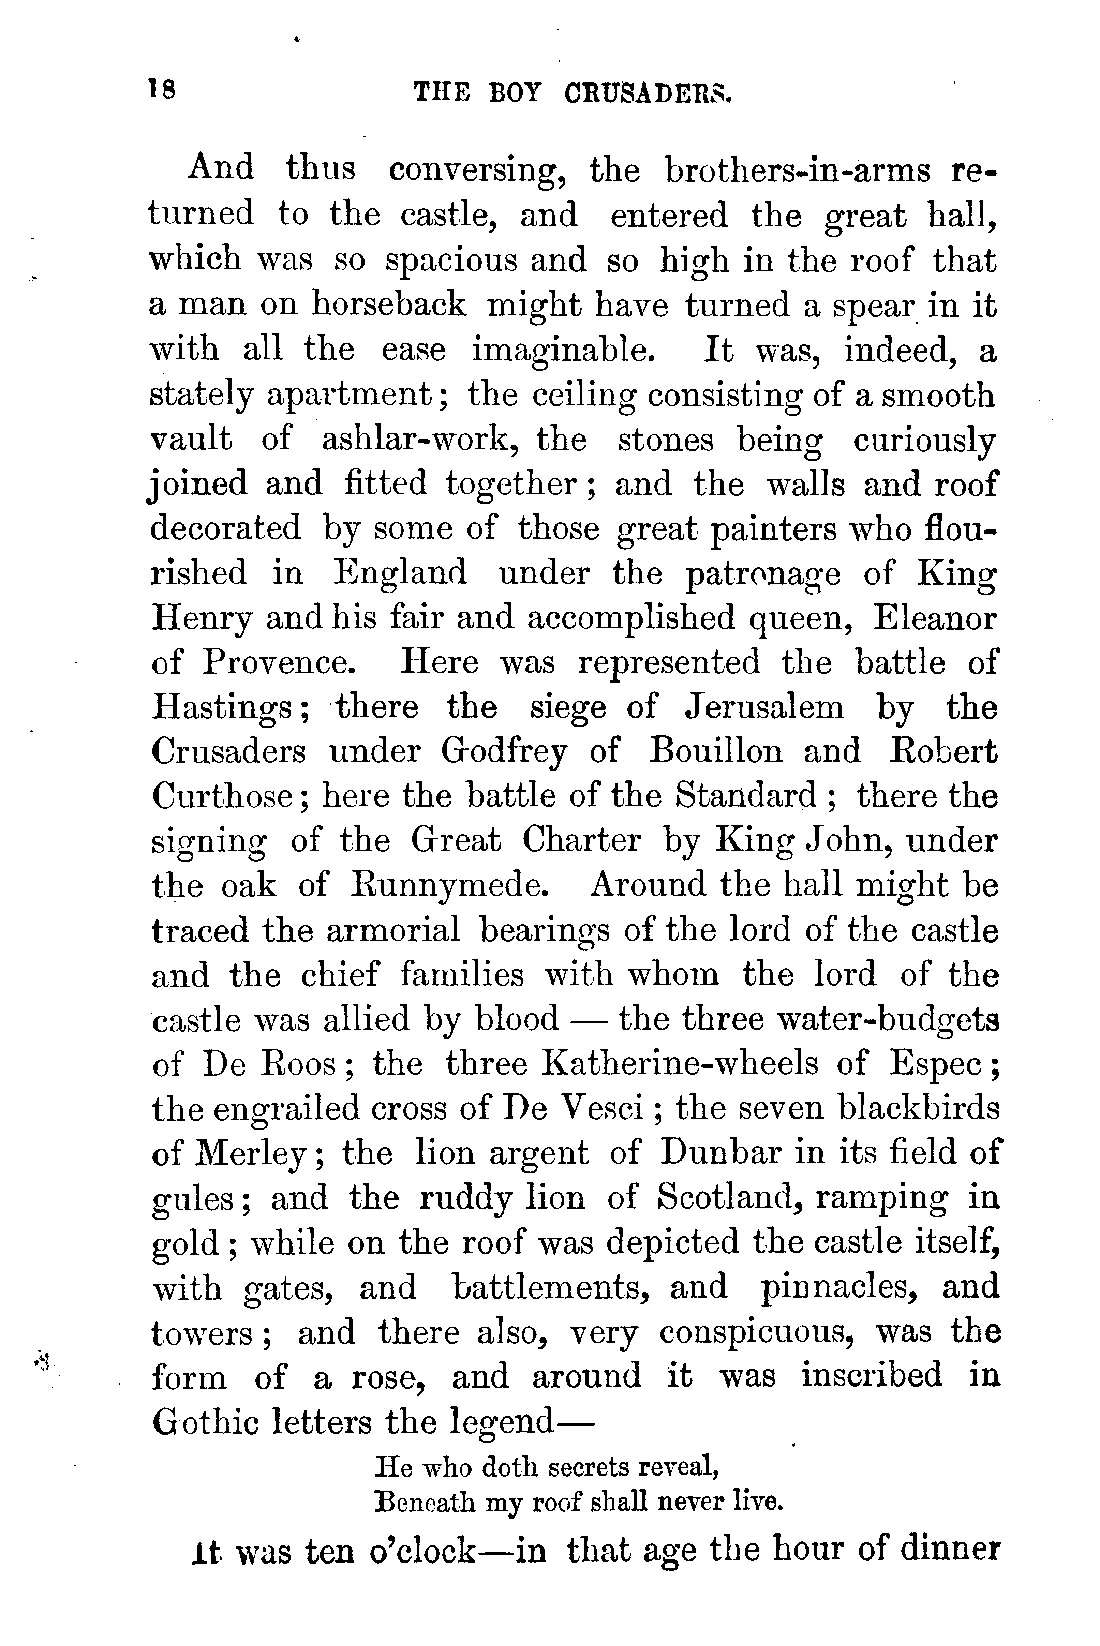 18 THE BOY CRUSADERS.
And thus conversing, the brothers-in-arms re-
turned to the castle, and entered the great hall,
which was so spacious and so high in the roof that
a man on horseback might have turned a spear in it
with all the ease imaginable. It was, indeed, a
stately apartment; the ceiling consisting of a smooth
vault of ashlar-work, the stones being curiously
joined and fitted together; and the walls and roof
decorated by some of those great painters who flou-
rished in England under the patronage of King
Henry and his fair and accomplished queen, Eleanor
of Provence. Here was represented the battle of
Hastings; there the siege of Jerusalem by the
Crusaders under Godfrey of Bouillon and Robert
Curthose; here the battle of the Standard; there the
signing of the Great Charter by King John, under
the oak of Runnymede. Around the hall might be
traced the armorial bearings of the lord of the castle
and the chief families with whom the lord of the
castle was allied by blood — the three water-budgets
of De Roos; the three Katherine-wheels of Espec;
the engrailed cross of De Vesci; the seven blackbirds
of Merley; the lion argent of Dunbar in its field of
gules; and the ruddy lion of Scotland, ramping in
gold; while on the roof was depicted the castle itself,
with gates, and battlements, and pinnacles, and
towers; and there also, very conspicuous, was the
form of a rose, and around it was inscribed in
Gothic letters the legend—
He who doth secrets reveal,
Beneath my roof shall never live.
It was ten o'clock—in that age the hour of dinner